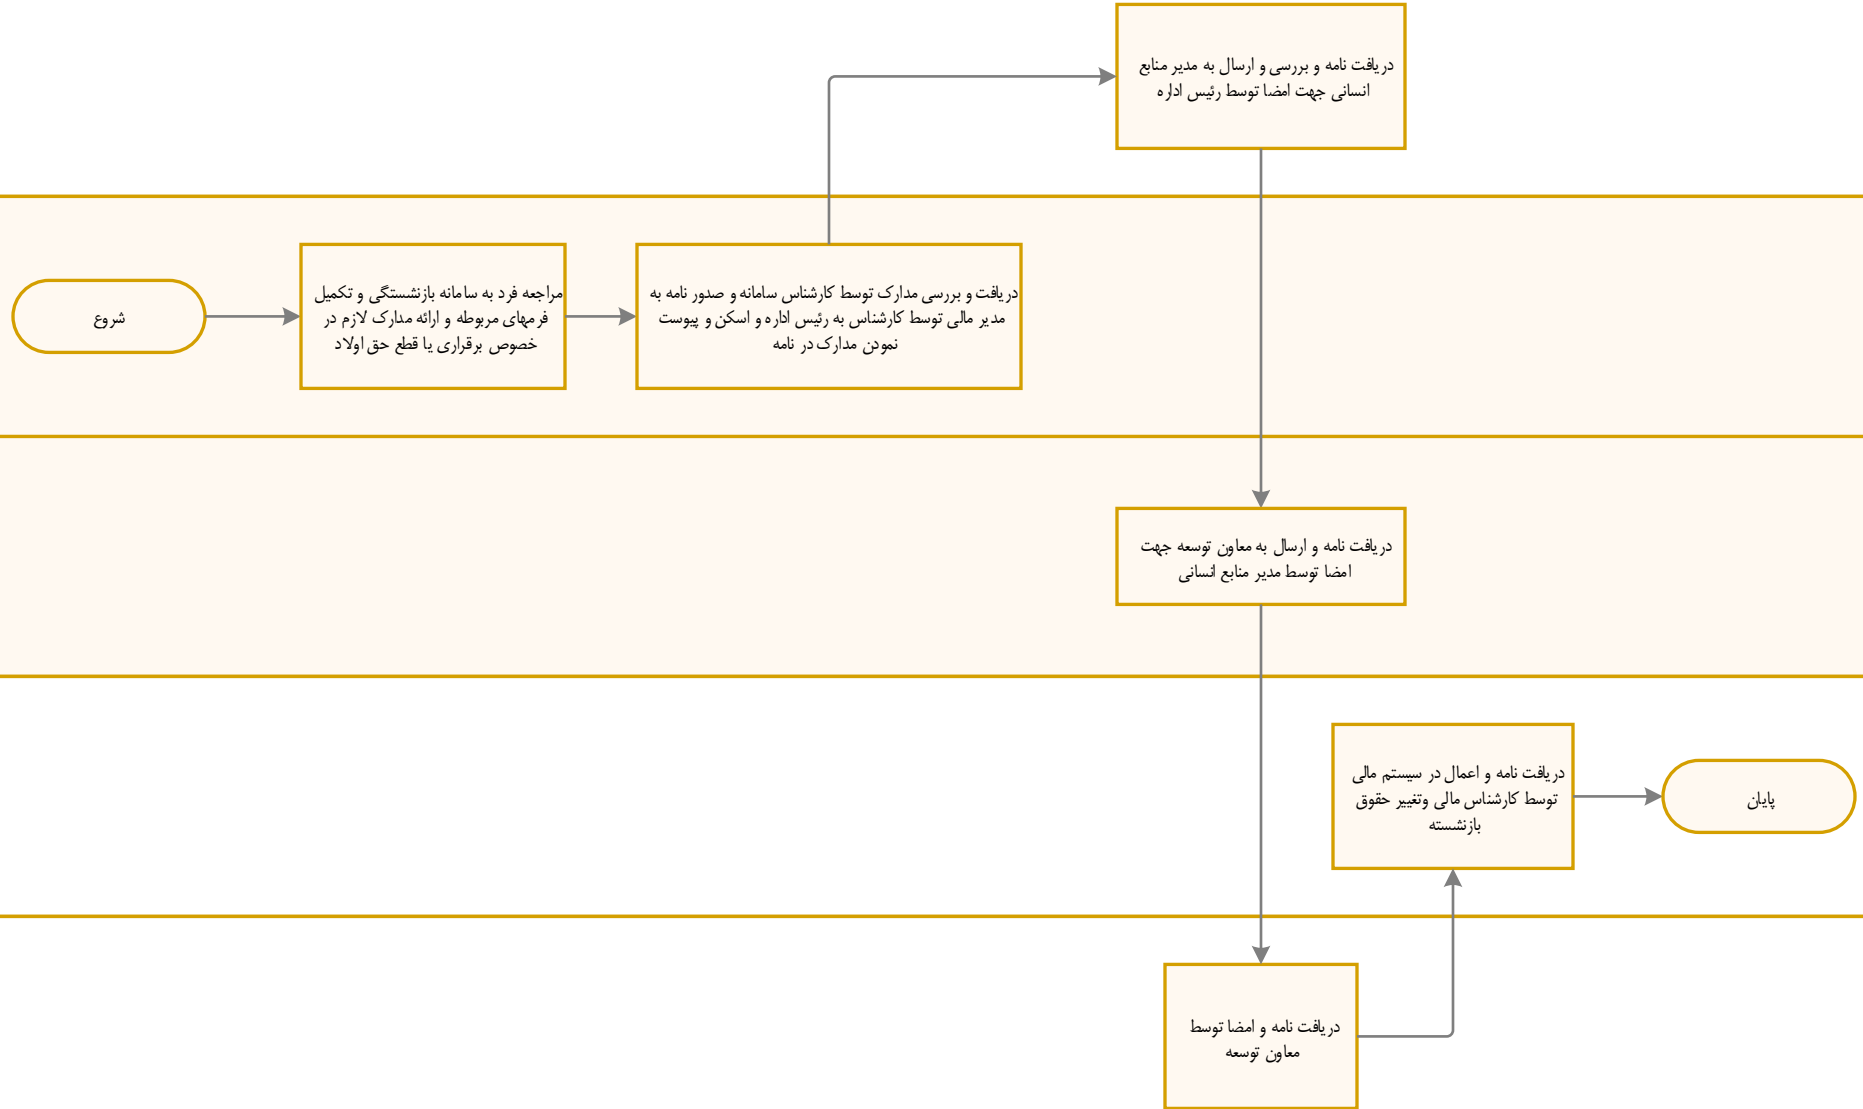 شروع
مراجعه فرد به سامانه بازنشستگی و تکمیل
فرمهای مربوطه و ارائه مدارک لازم در
خصوص برقراری یا قطع حق اولاد
دریافت و بررسی مدارک توسط کارشناس سامانه و صدور نامه به
مدیر مالی توسط کارشناس به رئیس اداره و اسکن و پیوست
نمودن مدارک در نامه
دریافت نامه و بررسی و ارسال به مدیر منابع
انسانی جهت امضا توسط رئیس اداره
دریافت نامه و ارسال به معاون توسعه جهت
امضا توسط مدیر منابع انسانی
دریافت نامه و امضا توسط
معاون توسعه
دریافت نامه و اعمال در سیستم مالی
توسط کارشناس مالی وتغییر حقوق
بازنشسته
پایان